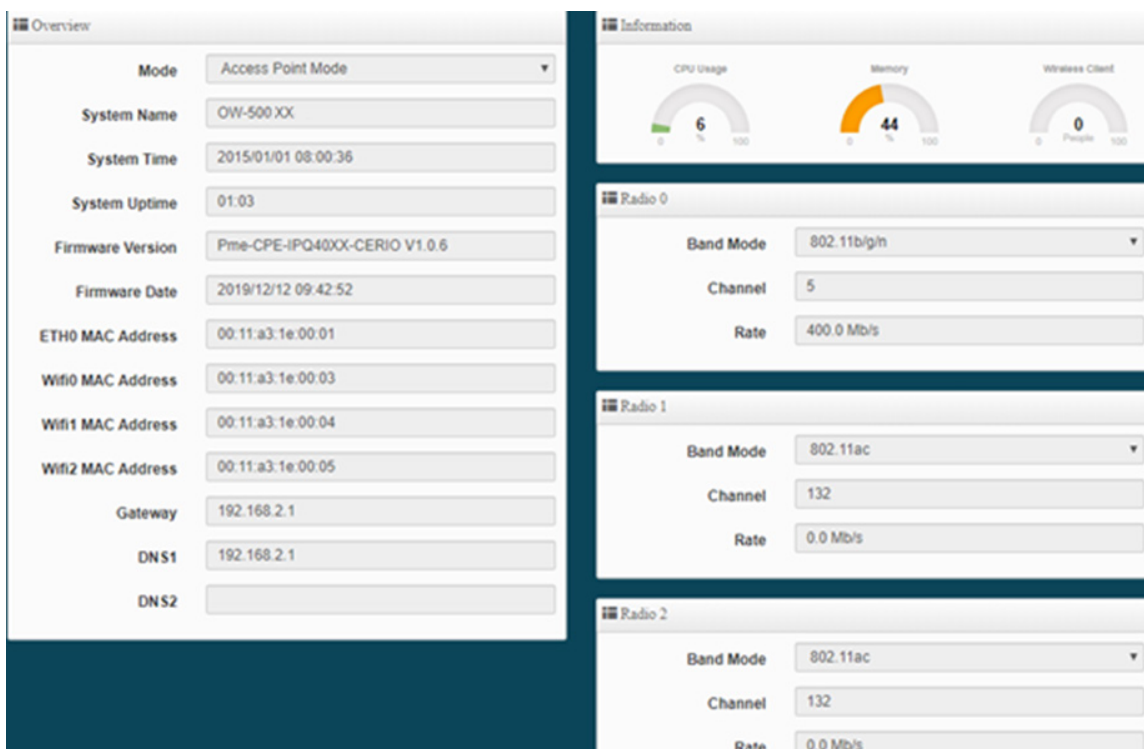 Overview
Mode Access Point Mode
System Name OW-500 XX
System Time 2015/01/01 08:00:36
System Uptime 01:03
Firmware Version Pme-CPE-IPQ40XX-CERIO V1.0.6
Firmware Date 2019/12/12 09:42:52
ETH0 MAC Address 00:11:a3:1e:00:01
Wifi0 MAC Address 00:11:a3:1e:00:03
Wifi1 MAC Address 00:11:a3:1e:00:04
Wifi2 MAC Address 00:11:a3:1e:00:05
Gateway 192.168.2.1
DNS1 192.168.2.1
DNS2
Information
CPU Usage Memory Wireless Client
6 44 0
% % People
0 100 0 100 0 100
Radio 0
Band Mode 802.11b/g/n
Channel 5
Rate 400.0 Mb/s
Radio 1
Band Mode 802.11ac
Channel 132
Rate 0.0 Mb/s
Radio 2
Band Mode 802.11ac
Channel 132
Rate 0.0 Mb/s